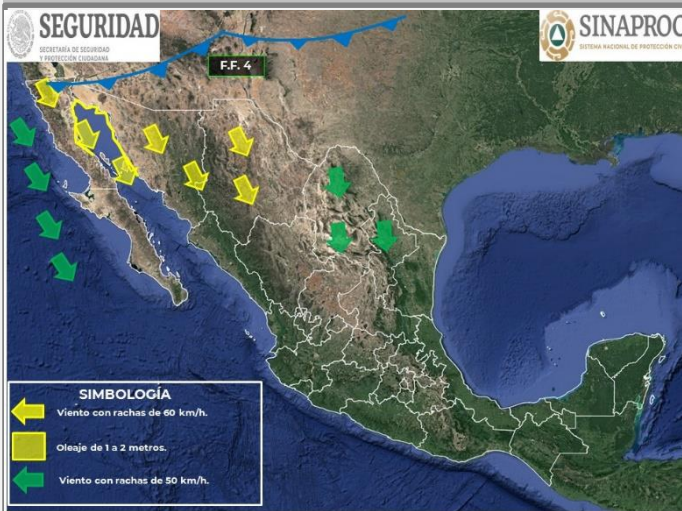 SEGURIDAD
SECRETARÍA DE SEGURIDAD
Y PROTECCIÓN CIUDADANA
SINAPROC
SISTEMA NACIONAL DE PROTECCIÓN CIVI
F.F. 4
SIMBOLOGÍA
Viento con rachas de 60 km/h.
Oleaje de 1 a 2 metros.
Viento con rachas de 50 km/h.